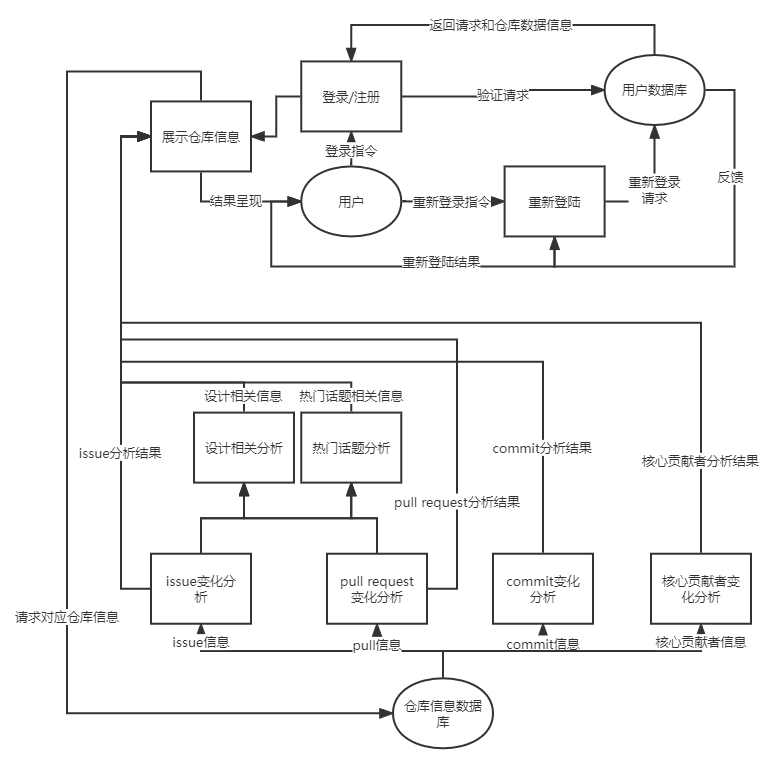 返回请求和仓库数据信息
登录/注册
验证请求
用户数据库
展示仓库信息
登录指令
结果呈现
用户
重新登录指令
重新登陆
重新登录
请求
反馈
重新登陆结果
设计相关信息
热门话题相关信息
设计相关分析
热门话题分析
issue分析结果
commit分析结果
核心贡献者分析结果
pull request分析结果
issue变化分
析
pull request
变化分析
commit变化
分析
核心贡献者变
化分析
请求对应仓库信息
issue信息
pull信息
commit信息
核心贡献者信息
仓库信息数据
库